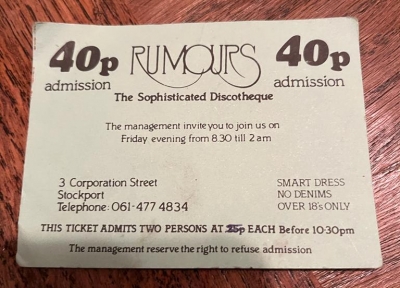 40p RUMOURS 40p
admission admission
The Sophisticated Discotheque
The management invite you to join us on
Friday evening from 8.30 till 2am
3 Corporation Street
Stockport
Telephone: 061-477 4834
SMART DRESS
NO DENIMS
OVER 18's ONLY
THIS TICKET ADMITS TWO PERSONS AT 25p EACH Before 10·30pm
The management reserve the right to refuse admission